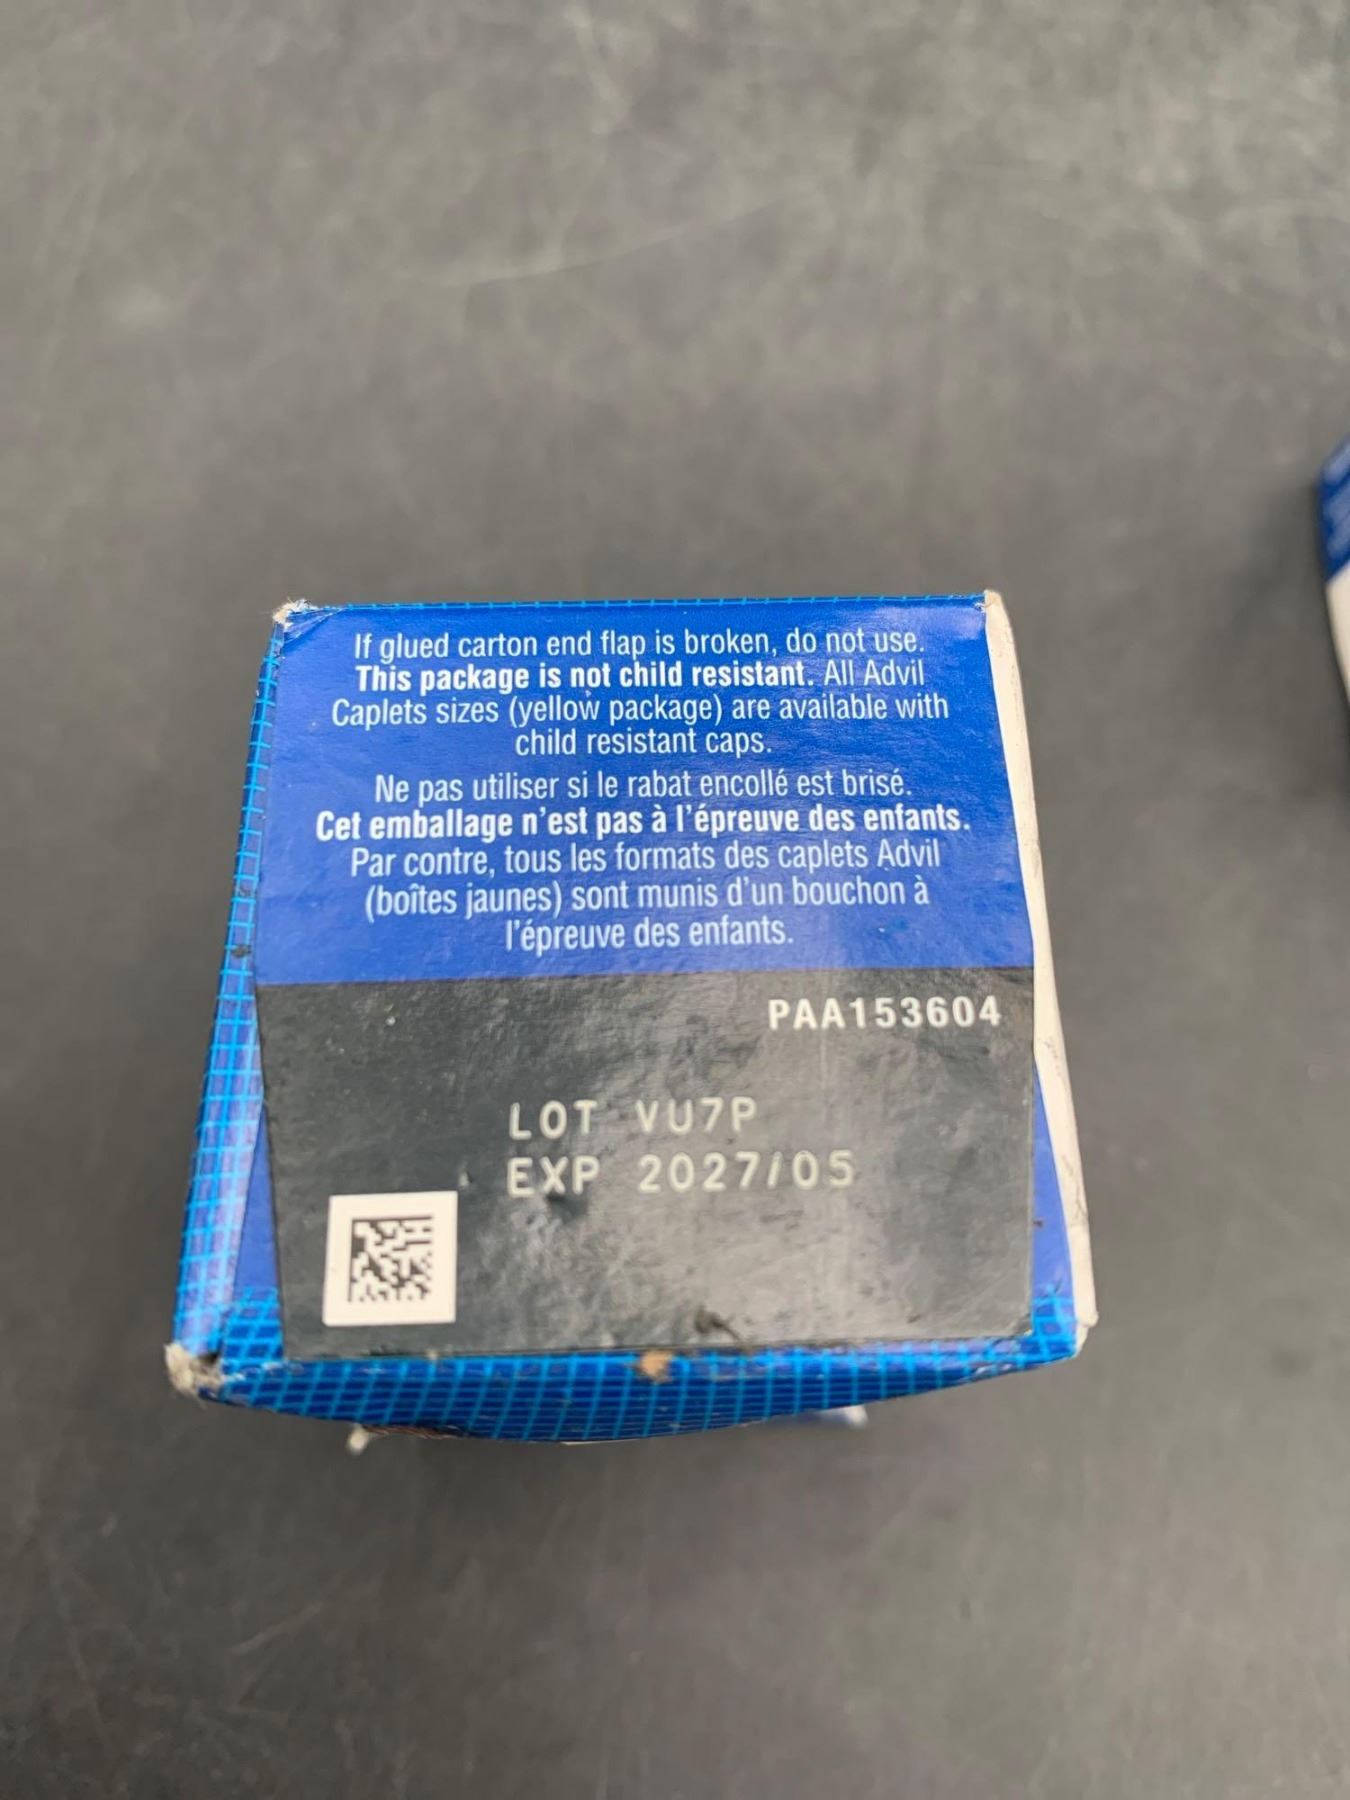 If glued carton end flap is broken, do not use.
This package is not child resistant. All Advil
Caplets sizes (yellow package) are available with
child resistant caps.
Ne pas utiliser si le rabat encollé est brisé.
Cet emballage n'est pas à l'épreuve des enfants.
Par contre, tous les formats des caplets Advil
(boîtes jaunes) sont munis d'un bouchon à
l'épreuve des enfants.
PAA153604
LOT VU7P
EXP 2027/05